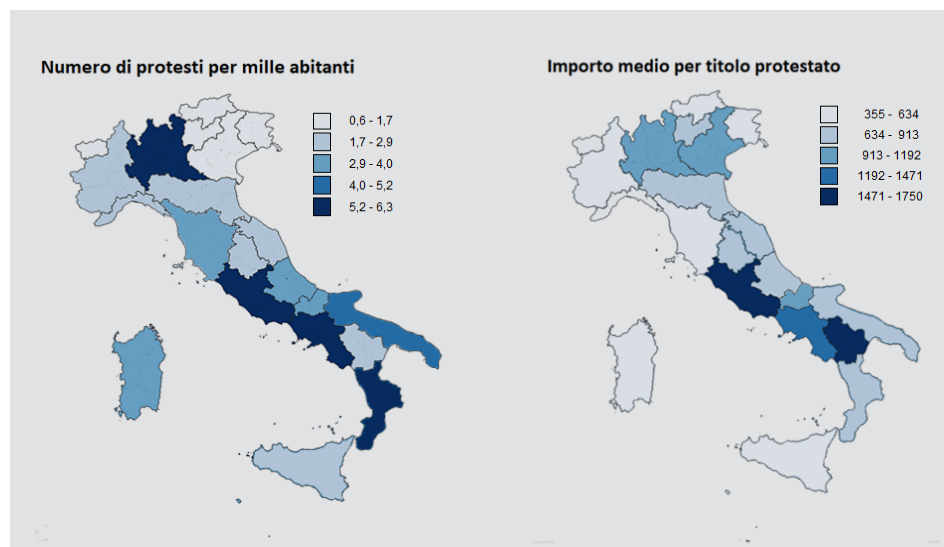 Numero di protesti per mille abitanti
0,6 - 1,7
1,7 - 2,9
2,9 - 4,0
4,0 - 5,2
5,2 - 6,3
Importo medio per titolo protestato
355 - 634
634 - 913
913 - 1192
1192 - 1471
1471 - 1750